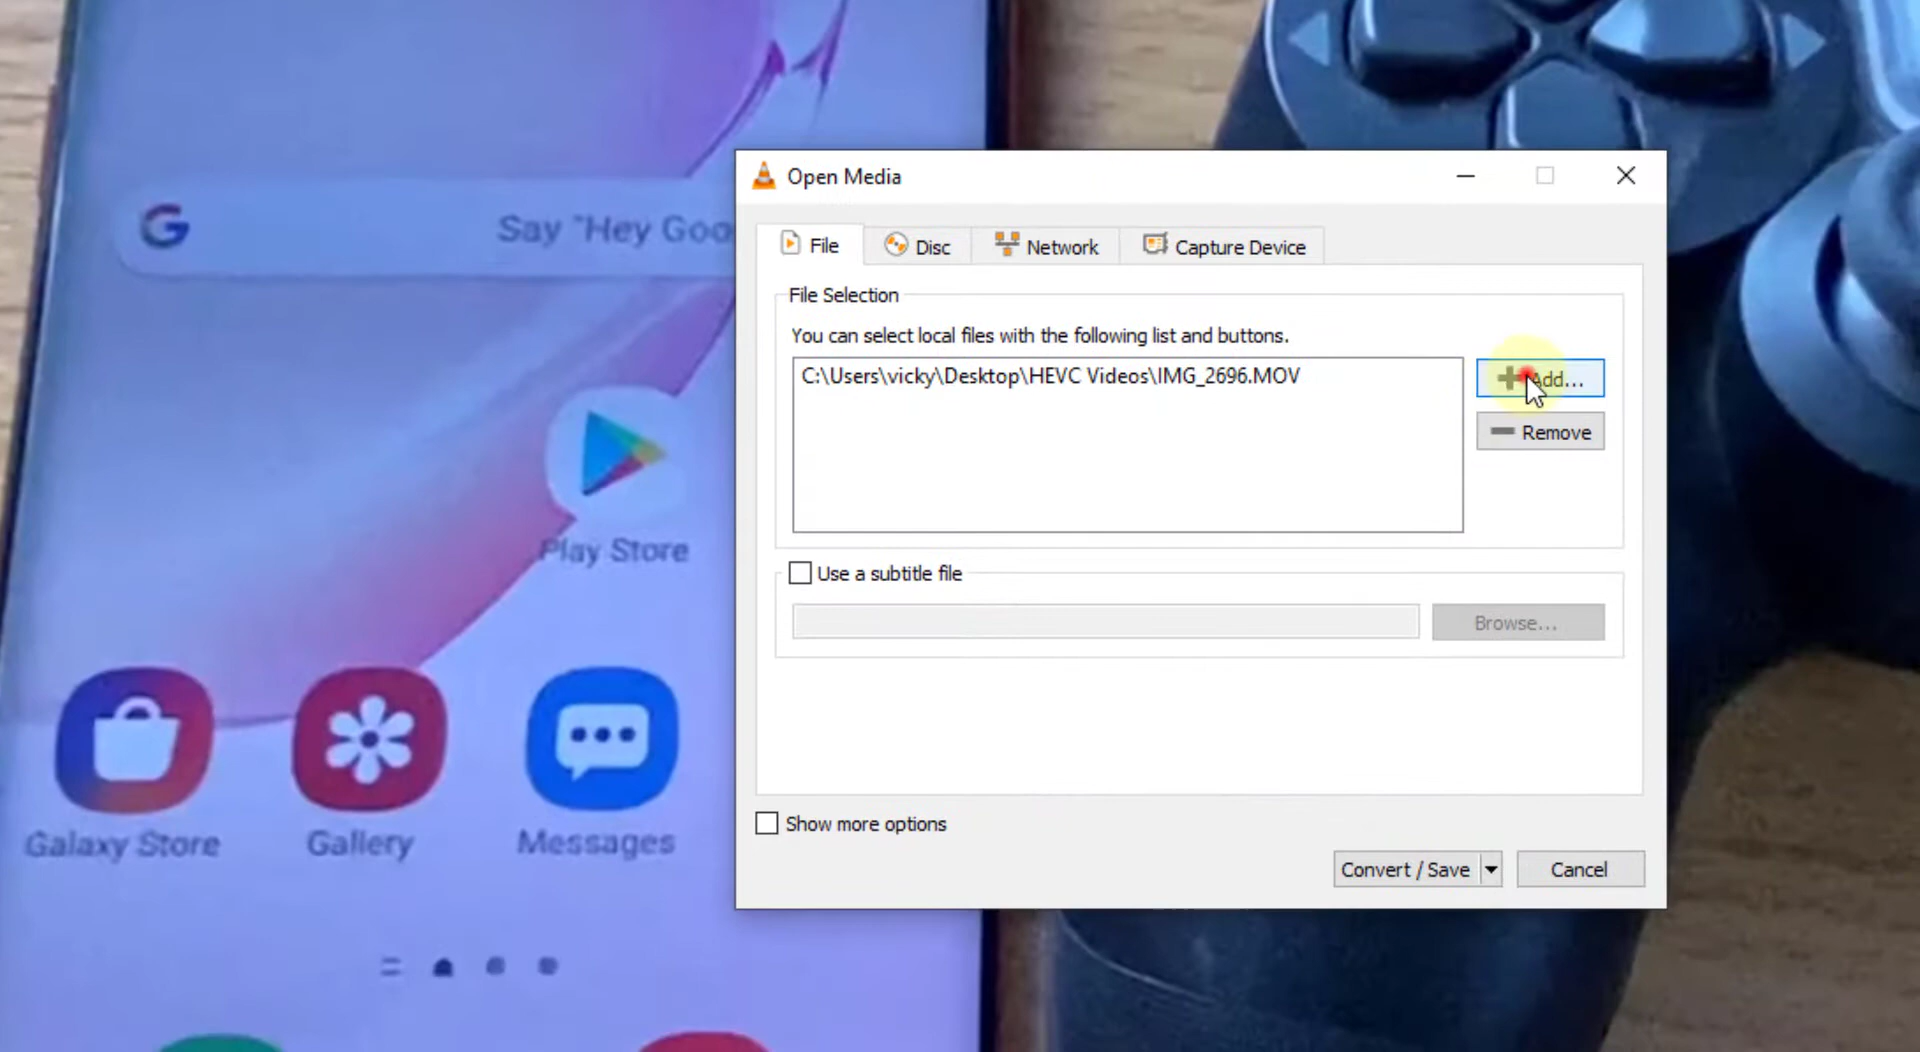 Open Media
Say "Hey Goo
File
Disc
Network
Capture Device
File Selection
You can select local files with the following list and buttons.
C:\Users\vicky\Desktop\HEVC Videos\IMG_2696.MOV
Add...
Remove
Play Store
Use a subtitle file
Browse...
Galaxy Store
Gallery
Messages
Show more options
Convert / Save
Cancel